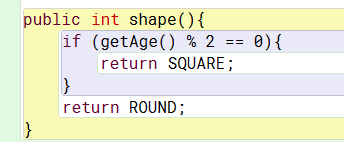 public int shape(){
if (getAge() % 2 == 0){
return SQUARE;
}
return ROUND;
}